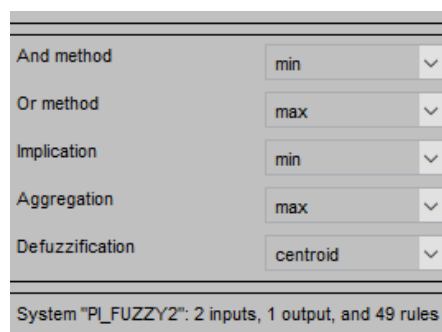 And method min
Or method max
Implication min
Aggregation max
Defuzzification centroid
System "PI_FUZZY2": 2 inputs, 1 output, and 49 rules